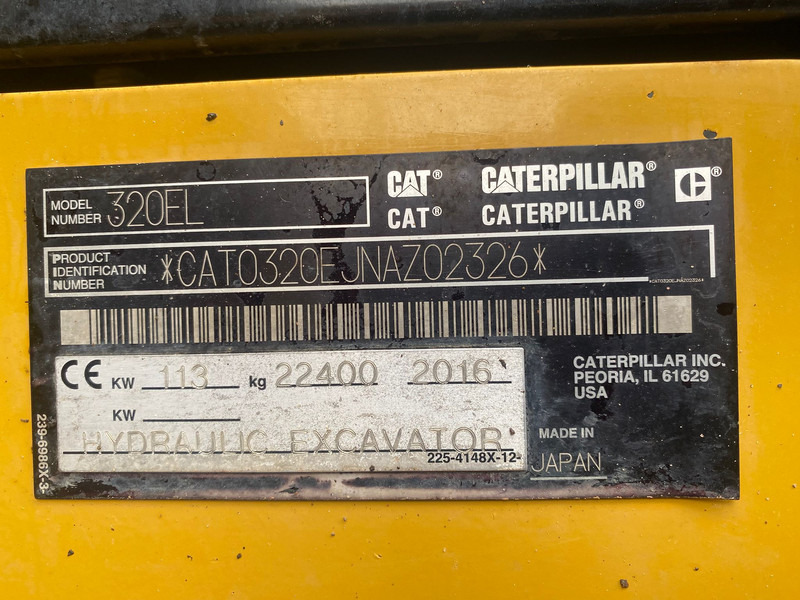 MODEL NUMBER 320EL
CAT® CATERPILLAR® C®
CAT® CATERPILLAR®
PRODUCT IDENTIFICATION NUMBER *CAT0320EJNAZ02326*
*CAT0320EJNAZ02326*
CE KW 113 kg 22400 2016
KW
HYDRAULIC EXCAVATOR
225-4148X-12-
CATERPILLAR INC.
PEORIA, IL 61629
USA
MADE IN
JAPAN
239-6986X-3-